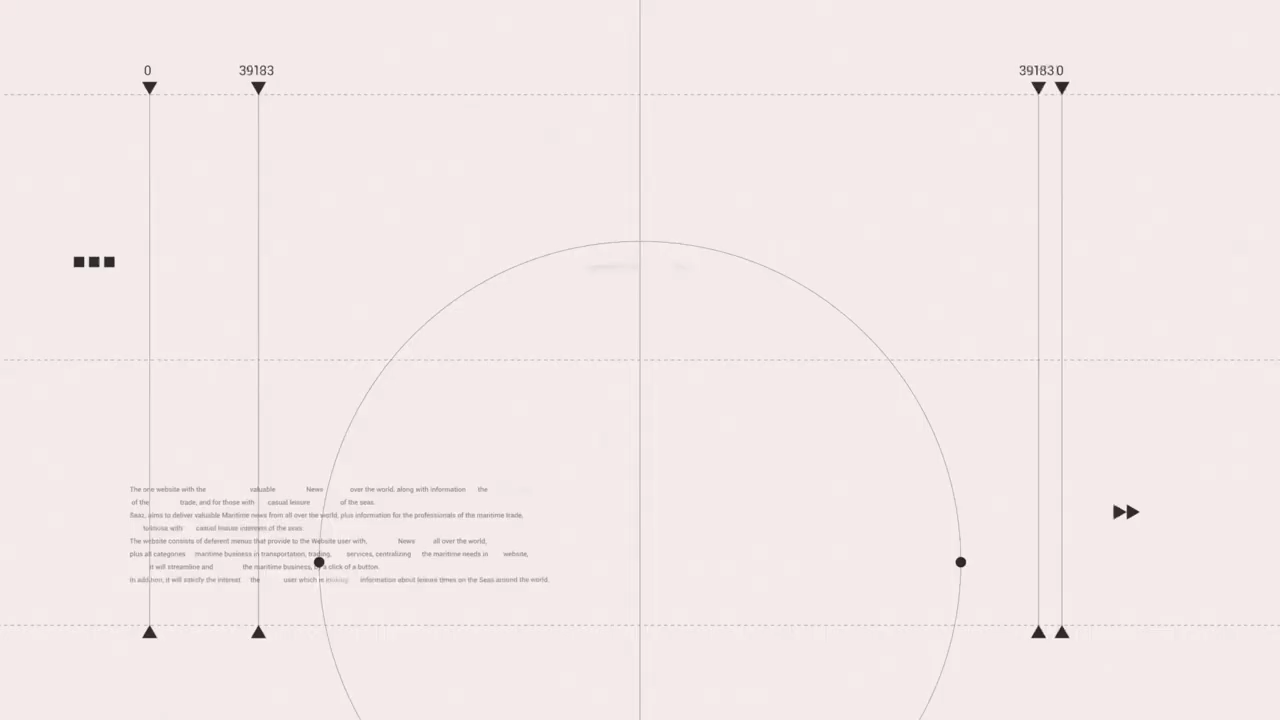 0
39183
39183 0
The one website with the valuable News over the world. along with information the
of the trade, and for those with casual leisure of the seas.
Seas, aims to deliver valuable Maritime news from all over the world, plus information for the professionals of the maritime trade,
with casual leisure interests of the seas.
The website consists of deferent menus that provide to the Website user with, News all over the world,
plus all categories maritime business in transportation, trading, services, centralizing the maritime needs in website,
it will streamline and the maritime business, by a click of a button.
In addition, it will satisfy the interest the user which is information about leisure times on the Seas around the world.